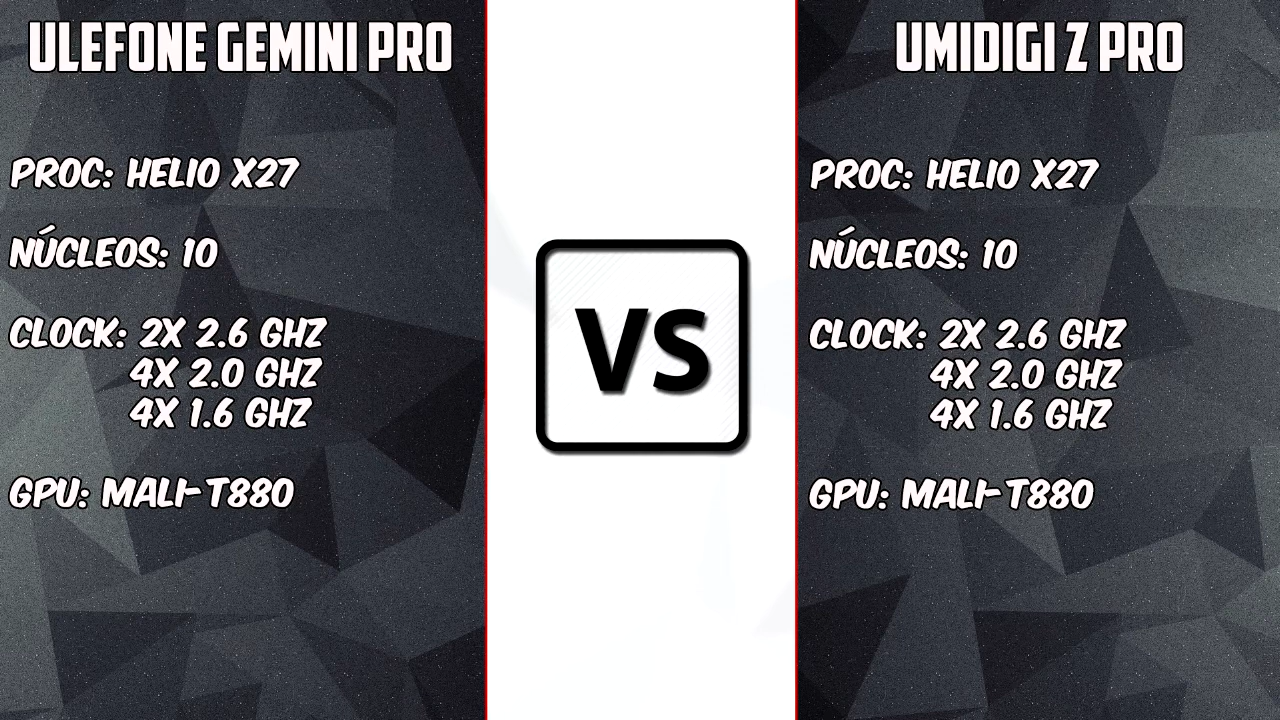 ULEFONE GEMINI PRO
PROC: HELIO X27
NÚCLEOS: 10
CLOCK: 2X 2.6 GHZ
4X 2.0 GHZ
4X 1.6 GHZ
GPU: MALI-T880
VS
UMIDIGI Z PRO
PROC: HELIO X27
NÚCLEOS: 10
CLOCK: 2X 2.6 GHZ
4X 2.0 GHZ
4X 1.6 GHZ
GPU: MALI-T880